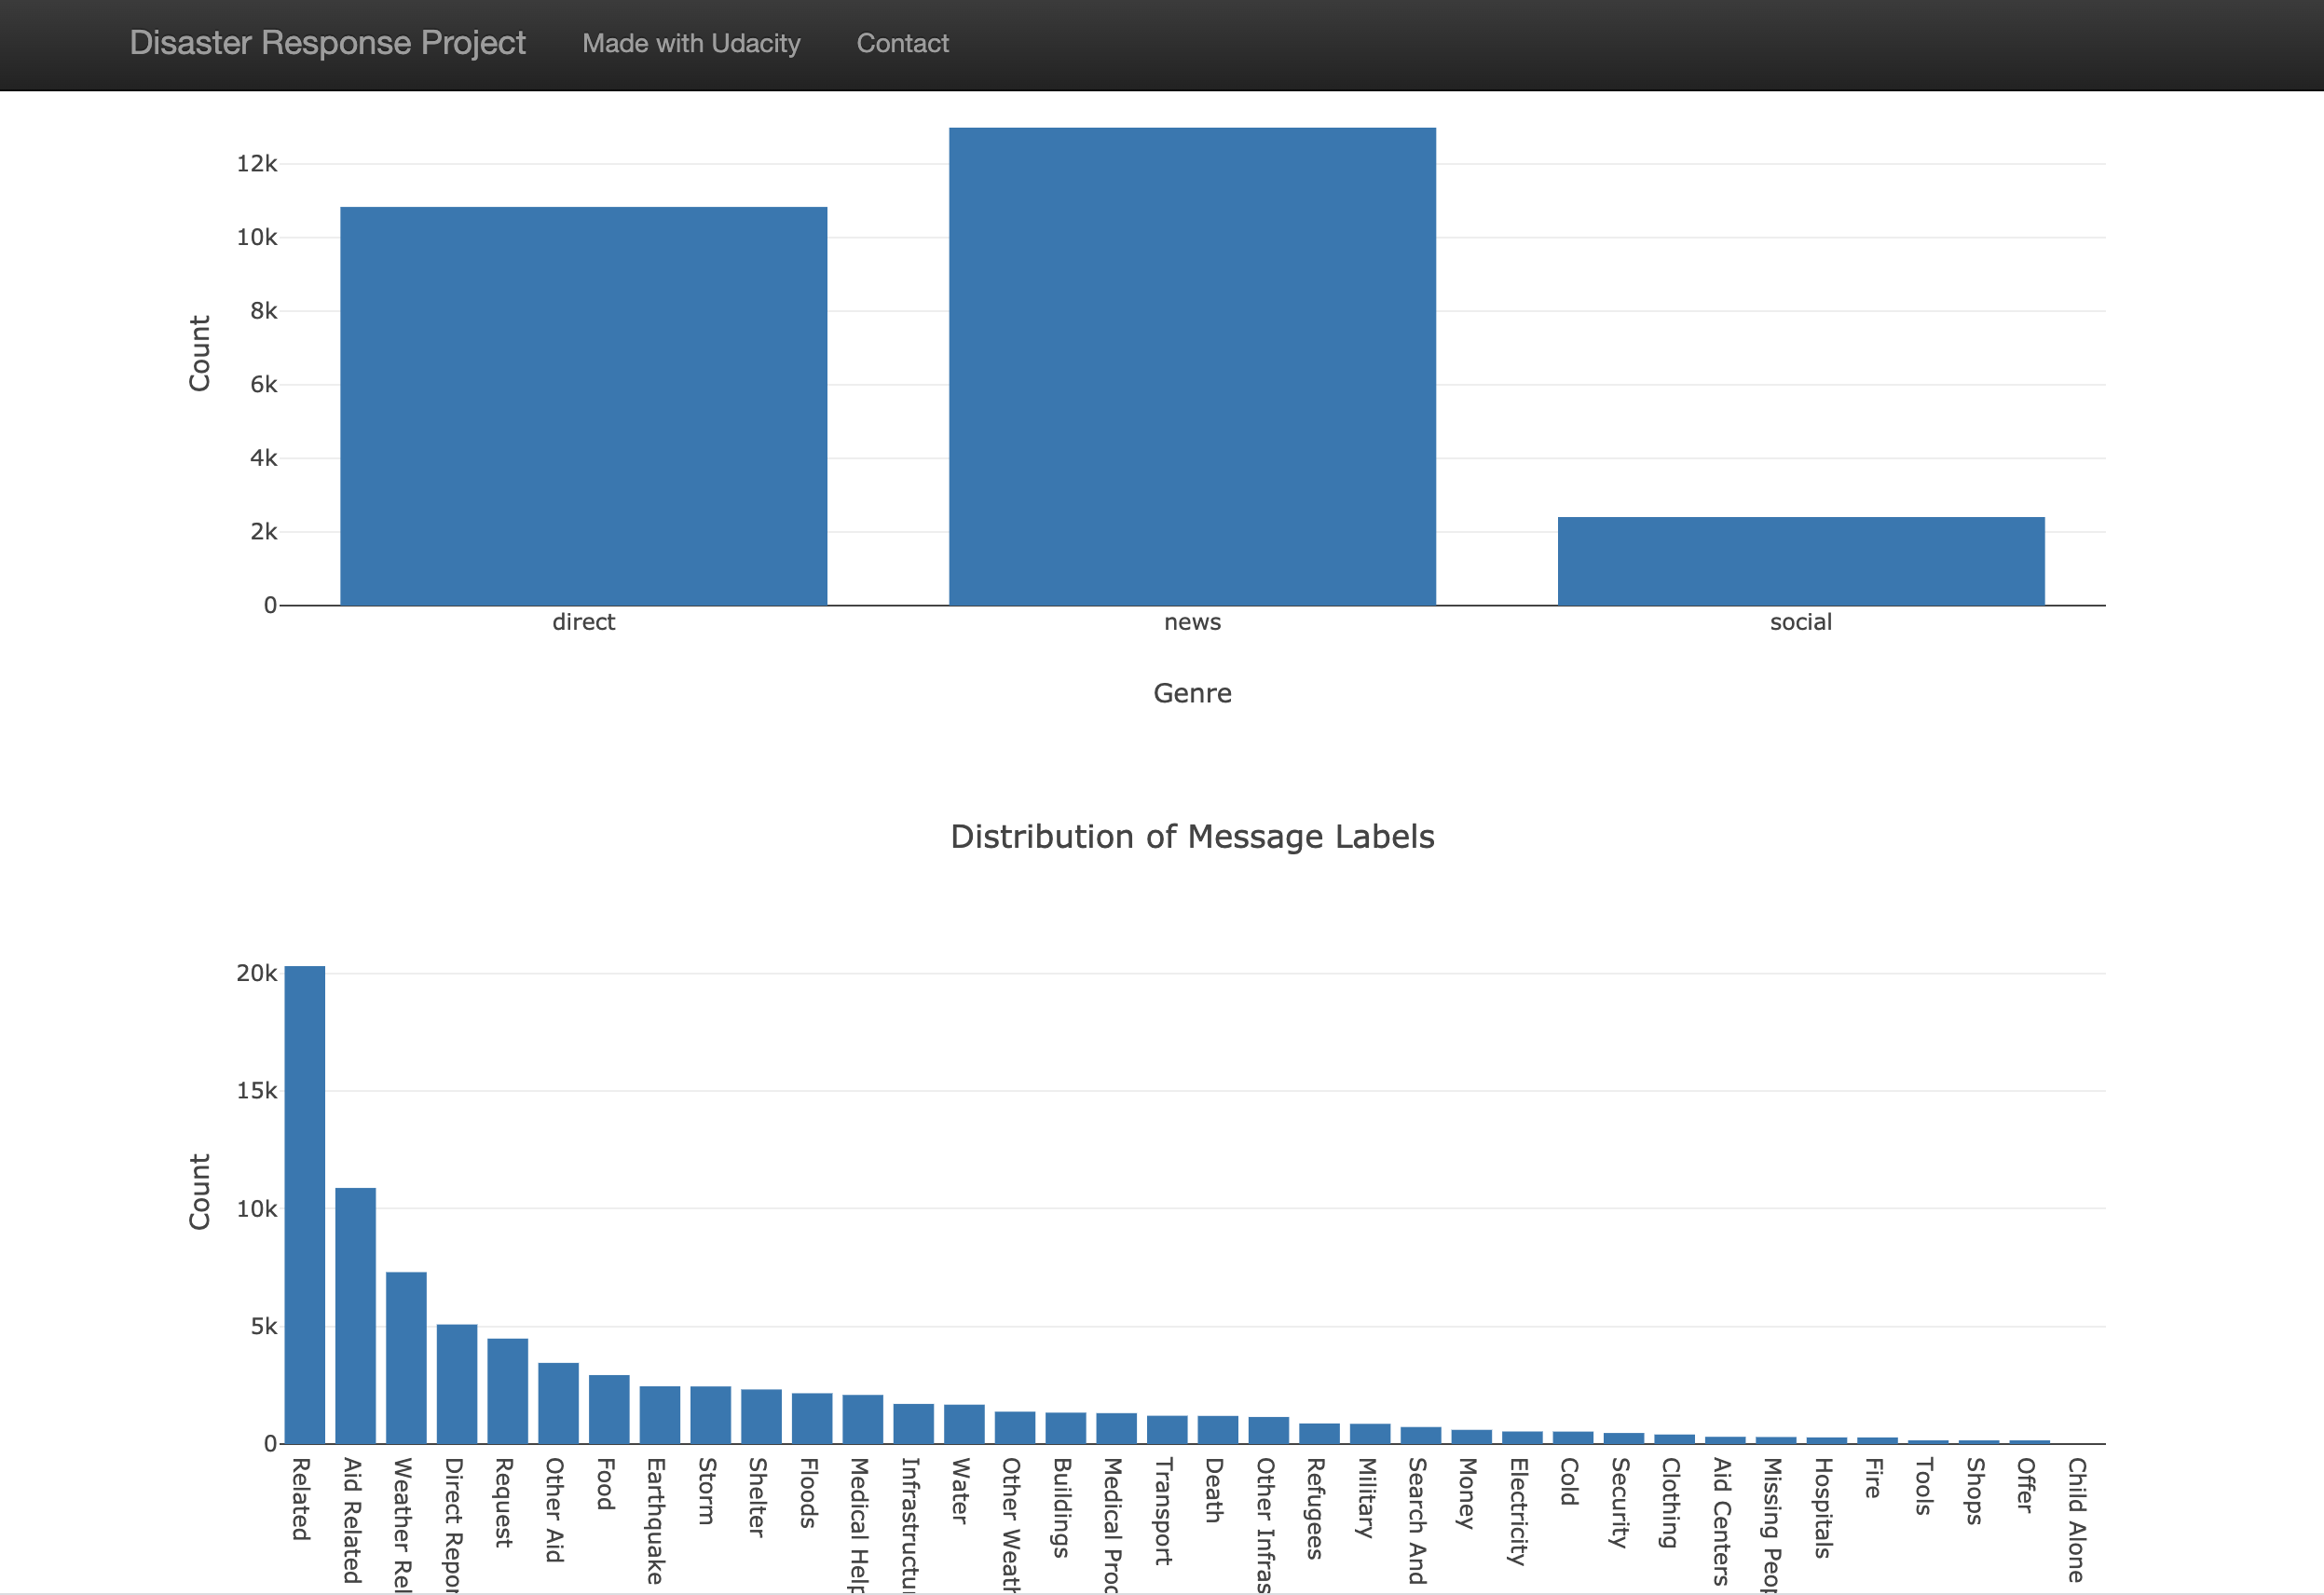 Disaster Response Project Made with Udacity Contact
12k
10k
8k
6k
4k
2k
0
Count
direct news social
Genre
Distribution of Message Labels
20k
15k
10k
5k
0
Count
Related
Aid Related
Weather Rel
Direct Repor
Request
Other Aid
Food
Earthquake
Storm
Shelter
Floods
Medical Help
Infrastructu
Water
Other Weath
Buildings
Medical Prod
Transport
Death
Other Infras
Refugees
Military
Search And
Money
Electricity
Cold
Security
Clothing
Aid Centers
Missing Peop
Hospitals
Fire
Tools
Shops
Offer
Child Alone